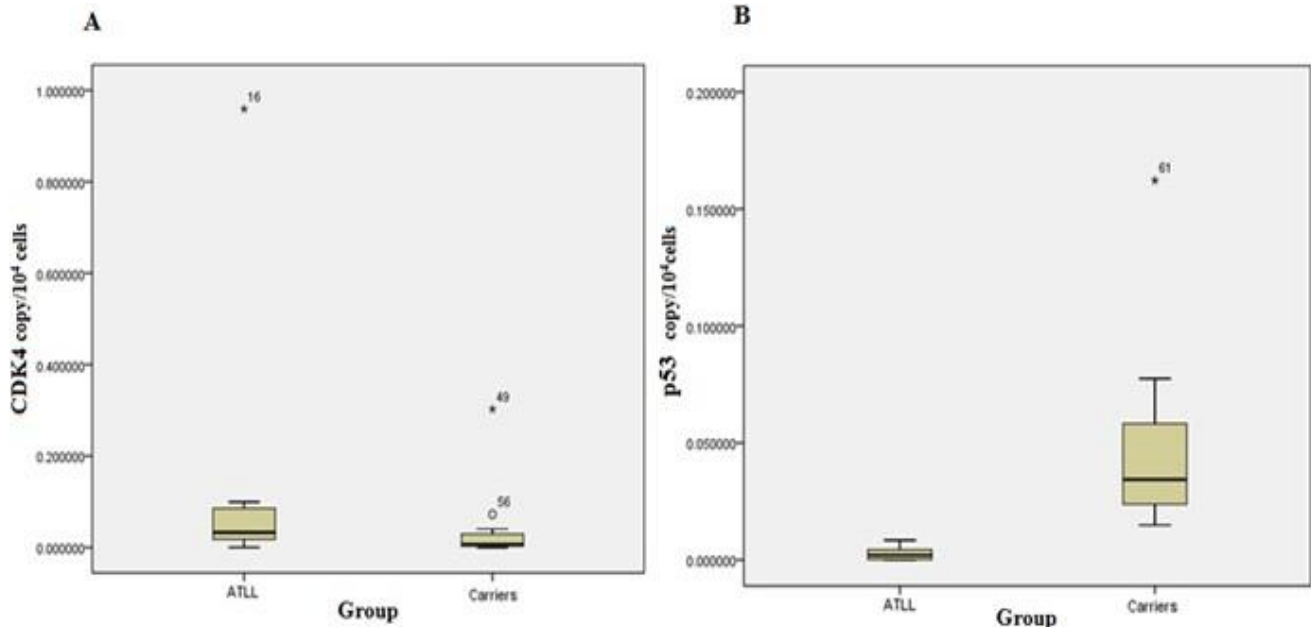 A
1.000000
0.800000
0.600000
0.400000
0.200000
0.000000
CDK4 copy/10⁴ cells
16
49
56
ATLL
Carriers
Group
B
0.200000
0.150000
0.100000
0.050000
0.000000
p53 copy/10⁴cells
61
ATLL
Carriers
Group